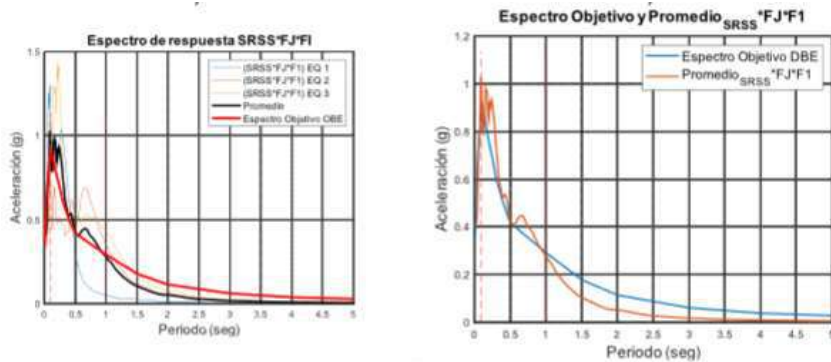 Espectro de respuesta SRSS*FJ*FI
1.5
1
0.5
0
Aceleración (g)
(SRSS*FJ*F1) EQ 1
(SRSS*FJ*F1) EQ 2
(SRSS*FJ*F1) EQ 3
Promedio
Espectro Objetivo OBE
0 0.5 1 1.5 2 2.5 3 3.5 4 4.5 5
Periodo (seg)
Espectro Objetivo y Promedio SRSS *FJ*F1
1.2
1
0.8
0.6
0.4
0.2
0
Aceleración (g)
Espectro Objetivo DBE
Promedio SRSS *FJ*F1
0 0.5 1 1.5 2 2.5 3 3.5 4 4.5 5
Período (seg)